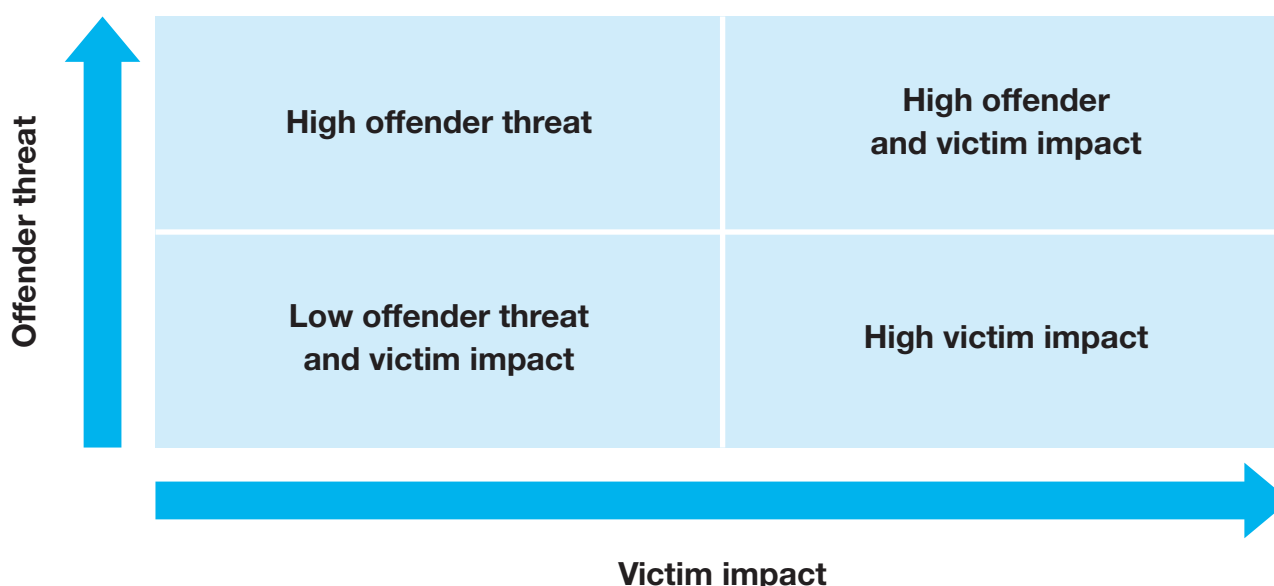 Offender threat
High offender threat
High offender
and victim impact
Low offender threat
and victim impact
High victim impact
Victim impact